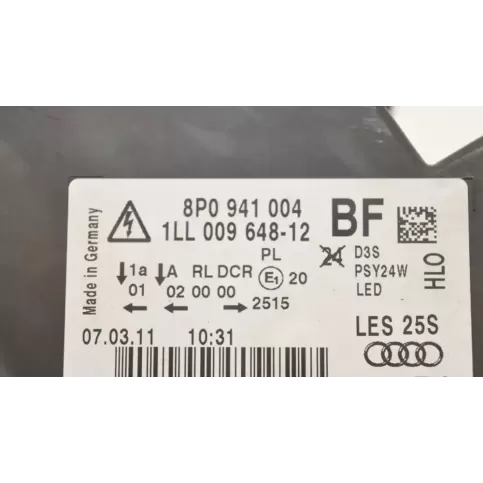 Made in Germany
8P0 941 004 BF
1LL 009 648-12
PL
24 D3S
PSY24W
LED
HLO
↓1a ↓A RL DCR E1 20
01 02 00 00 2515
07.03.11 10:31
LES 25S